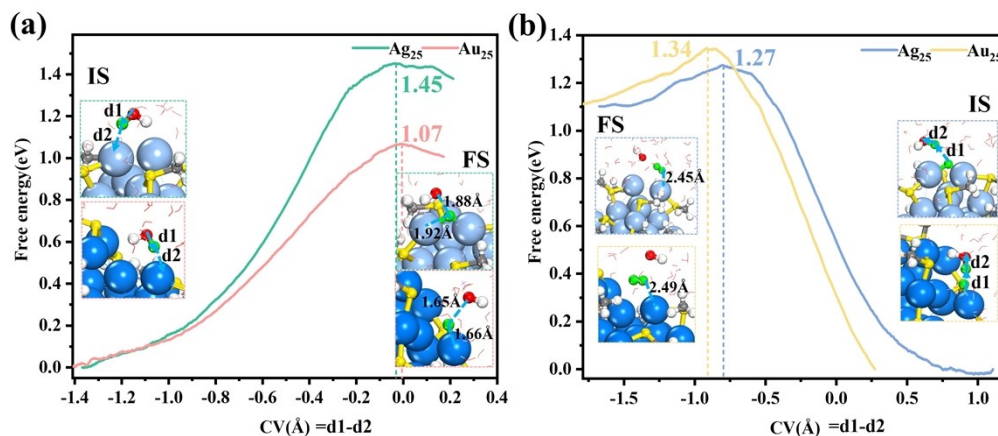 (a)
Ag25
Au25
IS
d1
d2
d1
d2
1.45
1.07
FS
1.88Å
1.92Å
1.65Å
1.66Å
Free energy(eV)
0.0
0.2
0.4
0.6
0.8
1.0
1.2
1.4
-1.4
-1.2
-1.0
-0.8
-0.6
-0.4
-0.2
0.0
0.2
0.4
CV(Å) =d1-d2
(b)
Ag25
Au25
1.34
1.27
FS
IS
2.45Å
2.49Å
d2
d1
d2
d1
Free energy(eV)
0.0
0.1
0.2
0.4
0.6
0.8
1.0
1.2
1.3
1.4
-1.5
-1.0
-0.5
0.0
0.5
1.0
CV(Å) =d1-d2